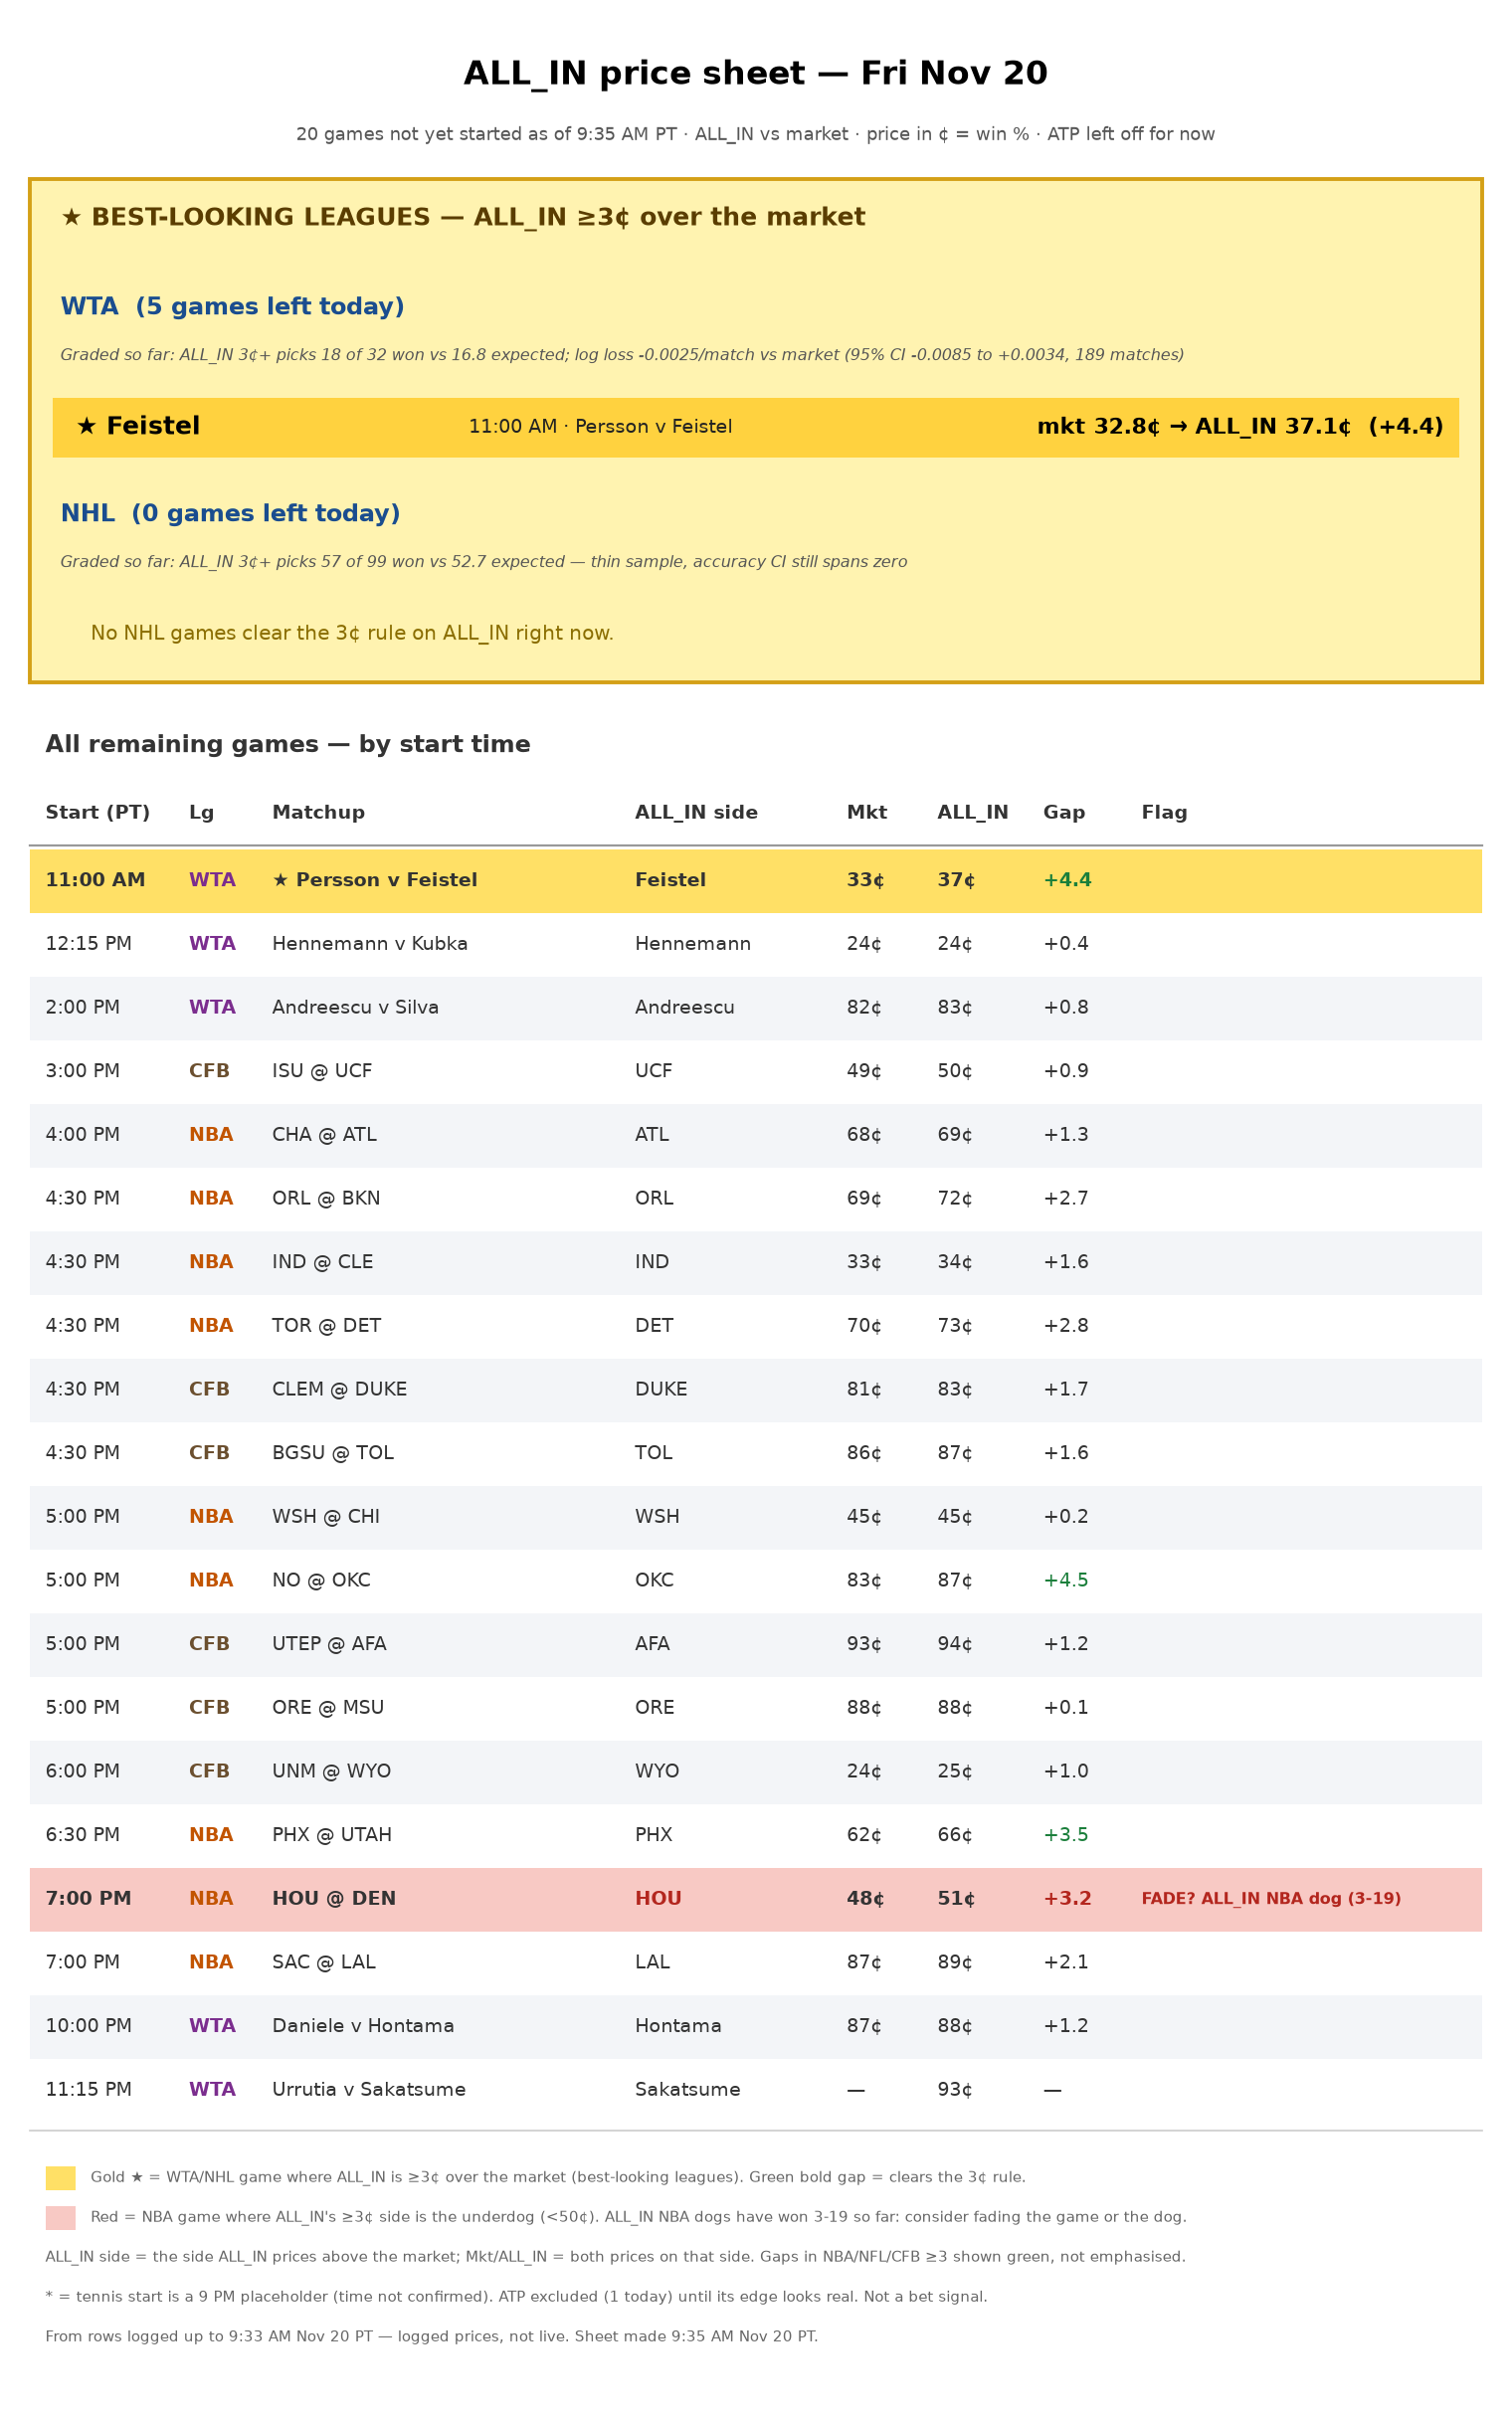 ALL_IN price sheet — Fri Nov 20
20 games not yet started as of 9:35 AM PT · ALL_IN vs market · price in ¢ = win % · ATP left off for now
★ BEST-LOOKING LEAGUES — ALL_IN ≥3¢ over the market
WTA (5 games left today)
Graded so far: ALL_IN 3¢+ picks 18 of 32 won vs 16.8 expected; log loss -0.0025/match vs market (95% CI -0.0085 to +0.0034, 189 matches)
★ Feistel 11:00 AM · Persson v Feistel mkt 32.8¢ → ALL_IN 37.1¢ (+4.4)
NHL (0 games left today)
Graded so far: ALL_IN 3¢+ picks 57 of 99 won vs 52.7 expected — thin sample, accuracy CI still spans zero
No NHL games clear the 3¢ rule on ALL_IN right now.
All remaining games — by start time
Start (PT) Lg Matchup ALL_IN side Mkt ALL_IN Gap Flag
11:00 AM WTA ★ Persson v Feistel Feistel 33¢ 37¢ +4.4
12:15 PM WTA Hennemann v Kubka Hennemann 24¢ 24¢ +0.4
2:00 PM WTA Andreescu v Silva Andreescu 82¢ 83¢ +0.8
3:00 PM CFB ISU @ UCF UCF 49¢ 50¢ +0.9
4:00 PM NBA CHA @ ATL ATL 68¢ 69¢ +1.3
4:30 PM NBA ORL @ BKN ORL 69¢ 72¢ +2.7
4:30 PM NBA IND @ CLE IND 33¢ 34¢ +1.6
4:30 PM NBA TOR @ DET DET 70¢ 73¢ +2.8
4:30 PM CFB CLEM @ DUKE DUKE 81¢ 83¢ +1.7
4:30 PM CFB BGSU @ TOL TOL 86¢ 87¢ +1.6
5:00 PM NBA WSH @ CHI WSH 45¢ 45¢ +0.2
5:00 PM NBA NO @ OKC OKC 83¢ 87¢ +4.5
5:00 PM CFB UTEP @ AFA AFA 93¢ 94¢ +1.2
5:00 PM CFB ORE @ MSU ORE 88¢ 88¢ +0.1
6:00 PM CFB UNM @ WYO WYO 24¢ 25¢ +1.0
6:30 PM NBA PHX @ UTAH PHX 62¢ 66¢ +3.5
7:00 PM NBA HOU @ DEN HOU 48¢ 51¢ +3.2 FADE? ALL_IN NBA dog (3-19)
7:00 PM NBA SAC @ LAL LAL 87¢ 89¢ +2.1
10:00 PM WTA Daniele v Hontama Hontama 87¢ 88¢ +1.2
11:15 PM WTA Urrutia v Sakatsume Sakatsume — 93¢ —
Gold ★ = WTA/NHL game where ALL_IN is ≥3¢ over the market (best-looking leagues). Green bold gap = clears the 3¢ rule.
Red = NBA game where ALL_IN's ≥3¢ side is the underdog (<50¢). ALL_IN NBA dogs have won 3-19 so far: consider fading the game or the dog.
ALL_IN side = the side ALL_IN prices above the market; Mkt/ALL_IN = both prices on that side. Gaps in NBA/NFL/CFB ≥3 shown green, not emphasised.
* = tennis start is a 9 PM placeholder (time not confirmed). ATP excluded (1 today) until its edge looks real. Not a bet signal.
From rows logged up to 9:33 AM Nov 20 PT — logged prices, not live. Sheet made 9:35 AM Nov 20 PT.